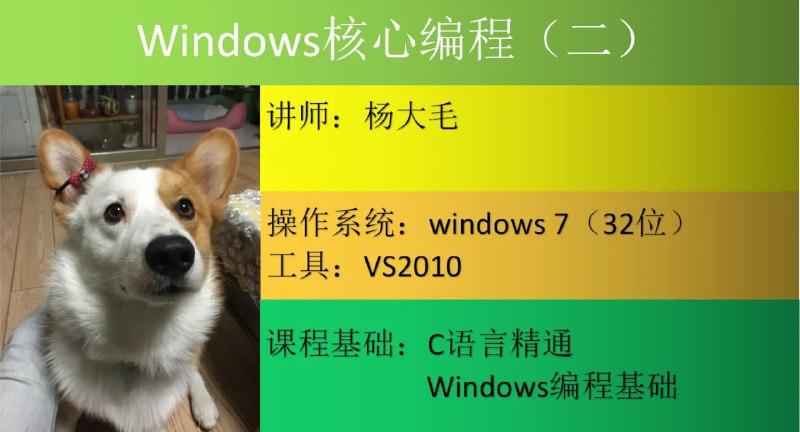 Windows核心编程（二）
讲师：杨大毛
操作系统：windows 7（32位）
工具：VS2010
课程基础：C语言精通
Windows编程基础